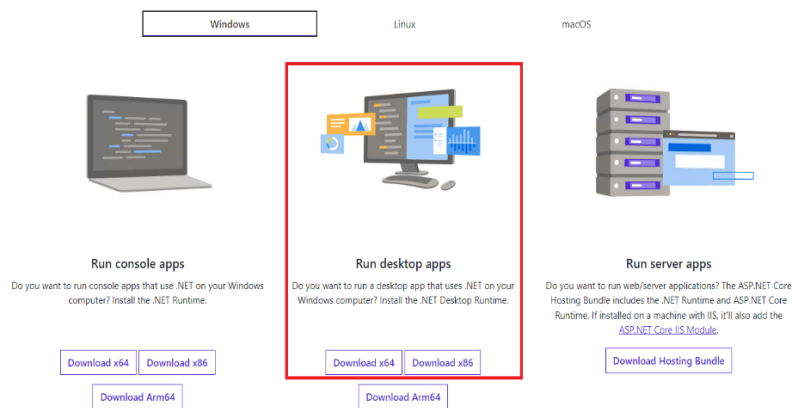 Windows
Linux
macOS
Run console apps
Do you want to run console apps that use .NET on your Windows
computer? Install the .NET Runtime.
Download x64
Download x86
Download Arm64
Run desktop apps
Do you want to run a desktop app that uses .NET on your
Windows computer? Install the .NET Desktop Runtime.
Download x64
Download x86
Download Arm64
Run server apps
Do you want to run web/server applications? The ASP.NET Core
Hosting Bundle includes the .NET Runtime and ASP.NET Core
Runtime. If installed on a machine with IIS, it'll also add the
ASP.NET Core IIS Module.
Download Hosting Bundle